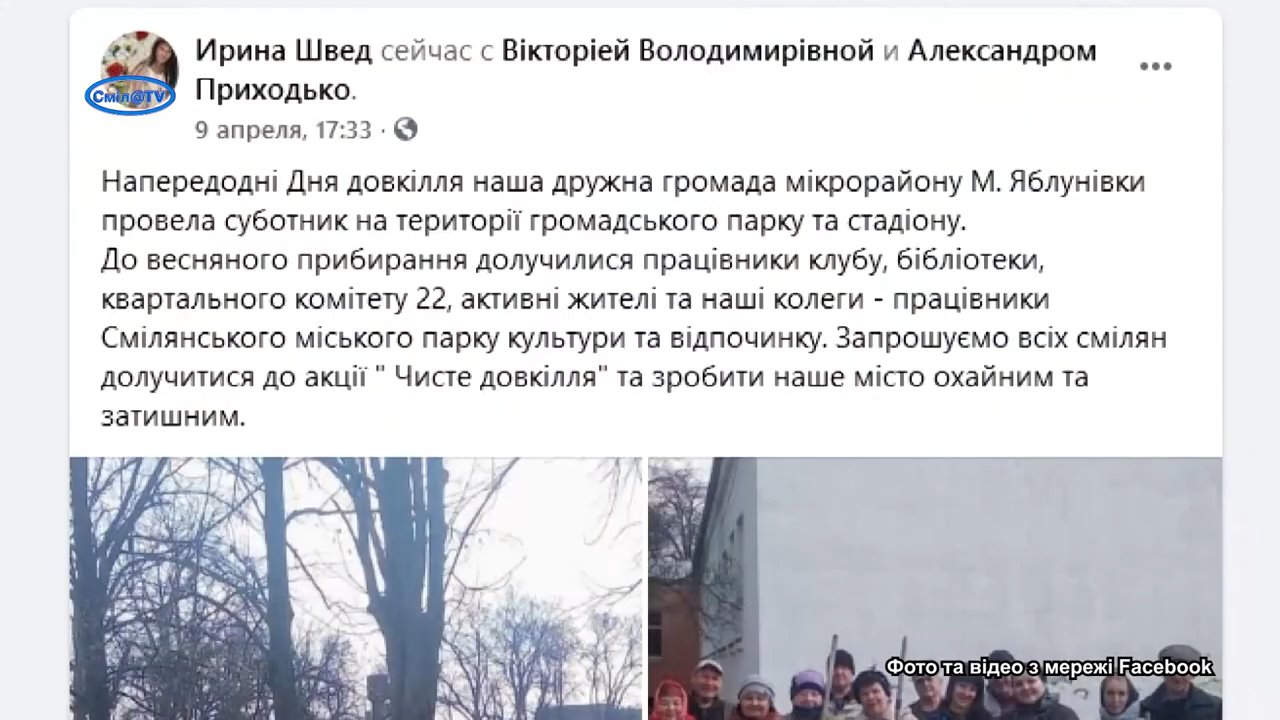 Ирина Швед сейчас с Вікторіей Володимирівной и Александром
Приходько.
Сміл@TV
9 апреля, 17:33 ·
Напередодні Дня довкілля наша дружна громада мікрорайону М. Яблунівки
провела суботник на території громадського парку та стадіону.
До весняного прибирання долучилися працівники клубу, бібліотеки,
квартального комітету 22, активні жителі та наші колеги - працівники
Смілянського міського парку культури та відпочинку. Запрошуємо всіх смілян
долучитися до акції " Чисте довкілля" та зробити наше місто охайним та
затишним.
Фото та відео з мережі Facebook